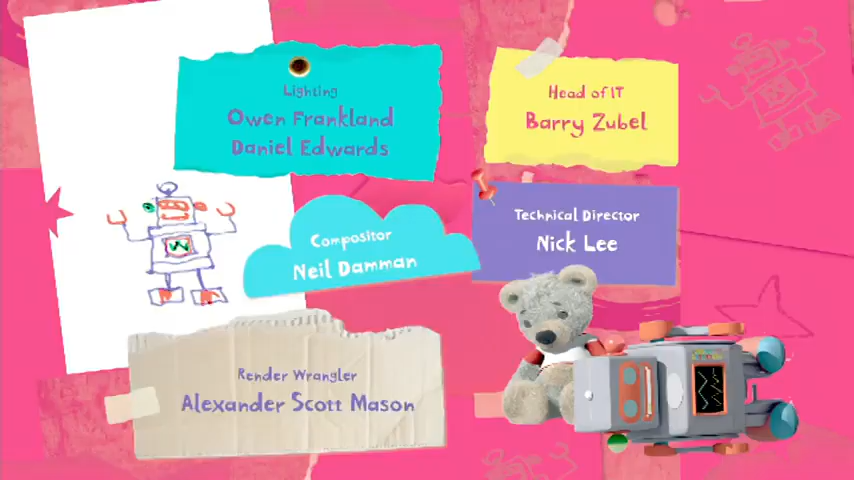 Lighting
Owen Frankland
Daniel Edwards
Head of IT
Barry Zubel
Technical Director
Nick Lee
Compositor
Neil Damman
Render Wrangler
Alexander Scott Mason